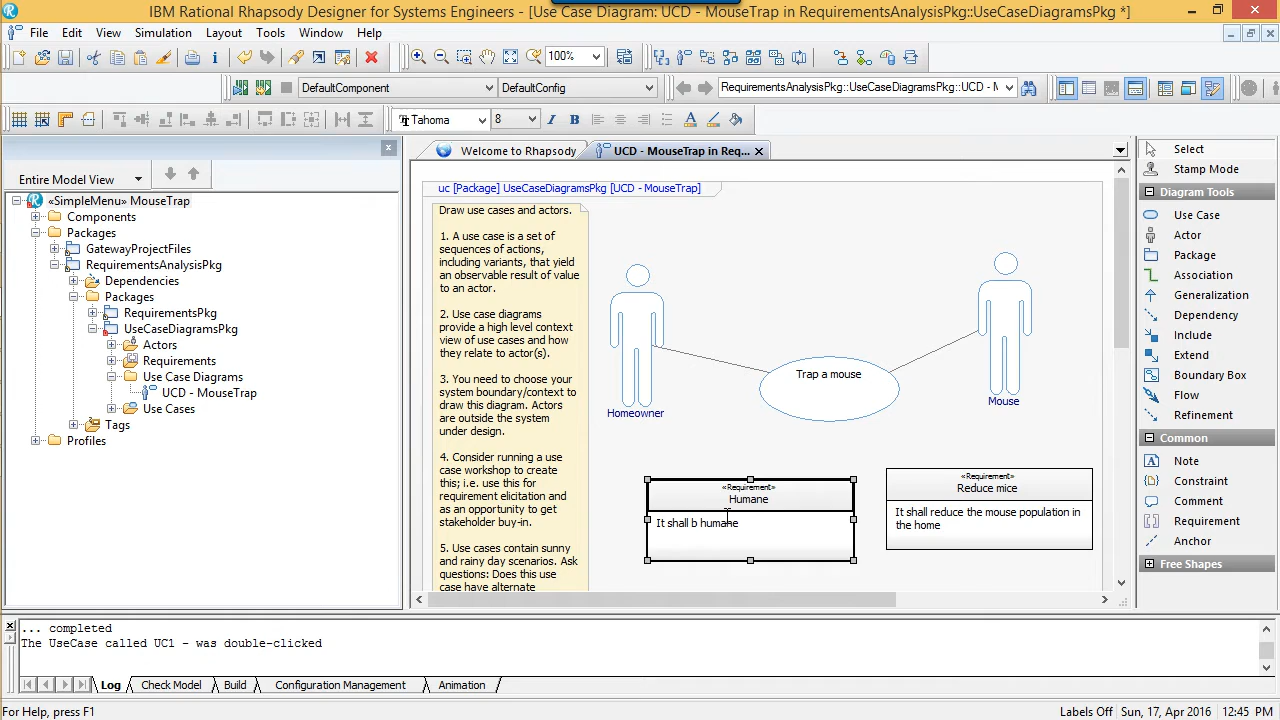 IBM Rational Rhapsody Designer for Systems Engineers - [Use Case Diagram: UCD - MouseTrap in RequirementsAnalysisPkg::UseCaseDiagramsPkg *]
File Edit View Simulation Layout Tools Window Help
100%
DefaultComponent DefaultConfig RequirementsAnalysisPkg::UseCaseDiagramsPkg::UCD - M
Tahoma 8
Entire Model View
«SimpleMenu» MouseTrap
Components
Packages
GatewayProjectFiles
RequirementsAnalysisPkg
Dependencies
Packages
RequirementsPkg
UseCaseDiagramsPkg
Actors
Requirements
Use Case Diagrams
UCD - MouseTrap
Use Cases
Tags
Profiles
Welcome to Rhapsody
UCD - MouseTrap in Req...
uc [Package] UseCaseDiagramsPkg [UCD - MouseTrap]
Draw use cases and actors.
1. A use case is a set of
sequences of actions,
including variants, that yield
an observable result of value
to an actor.
2. Use case diagrams
provide a high level context
view of use cases and how
they relate to actor(s).
3. You need to choose your
system boundary/context to
draw this diagram. Actors
are outside the system
under design.
4. Consider running a use
case workshop to create
this; i.e. use this for
requirement elicitation and
as an opportunity to get
stakeholder buy-in.
5. Use cases contain sunny
and rainy day scenarios. Ask
questions: Does this use
case have alternate
Homeowner
Trap a mouse
Mouse
«Requirement»
Humane
It shall b humane
«Requirement»
Reduce mice
It shall reduce the mouse population in
the home
Select
Stamp Mode
Diagram Tools
Use Case
Actor
Package
Association
Generalization
Dependency
Include
Extend
Boundary Box
Flow
Refinement
Common
Note
Constraint
Comment
Requirement
Anchor
Free Shapes
... completed
The UseCase called UC1 - was double-clicked
Log Check Model Build Configuration Management Animation
For Help, press F1
Labels Off Sun, 17, Apr 2016 12:45 PM